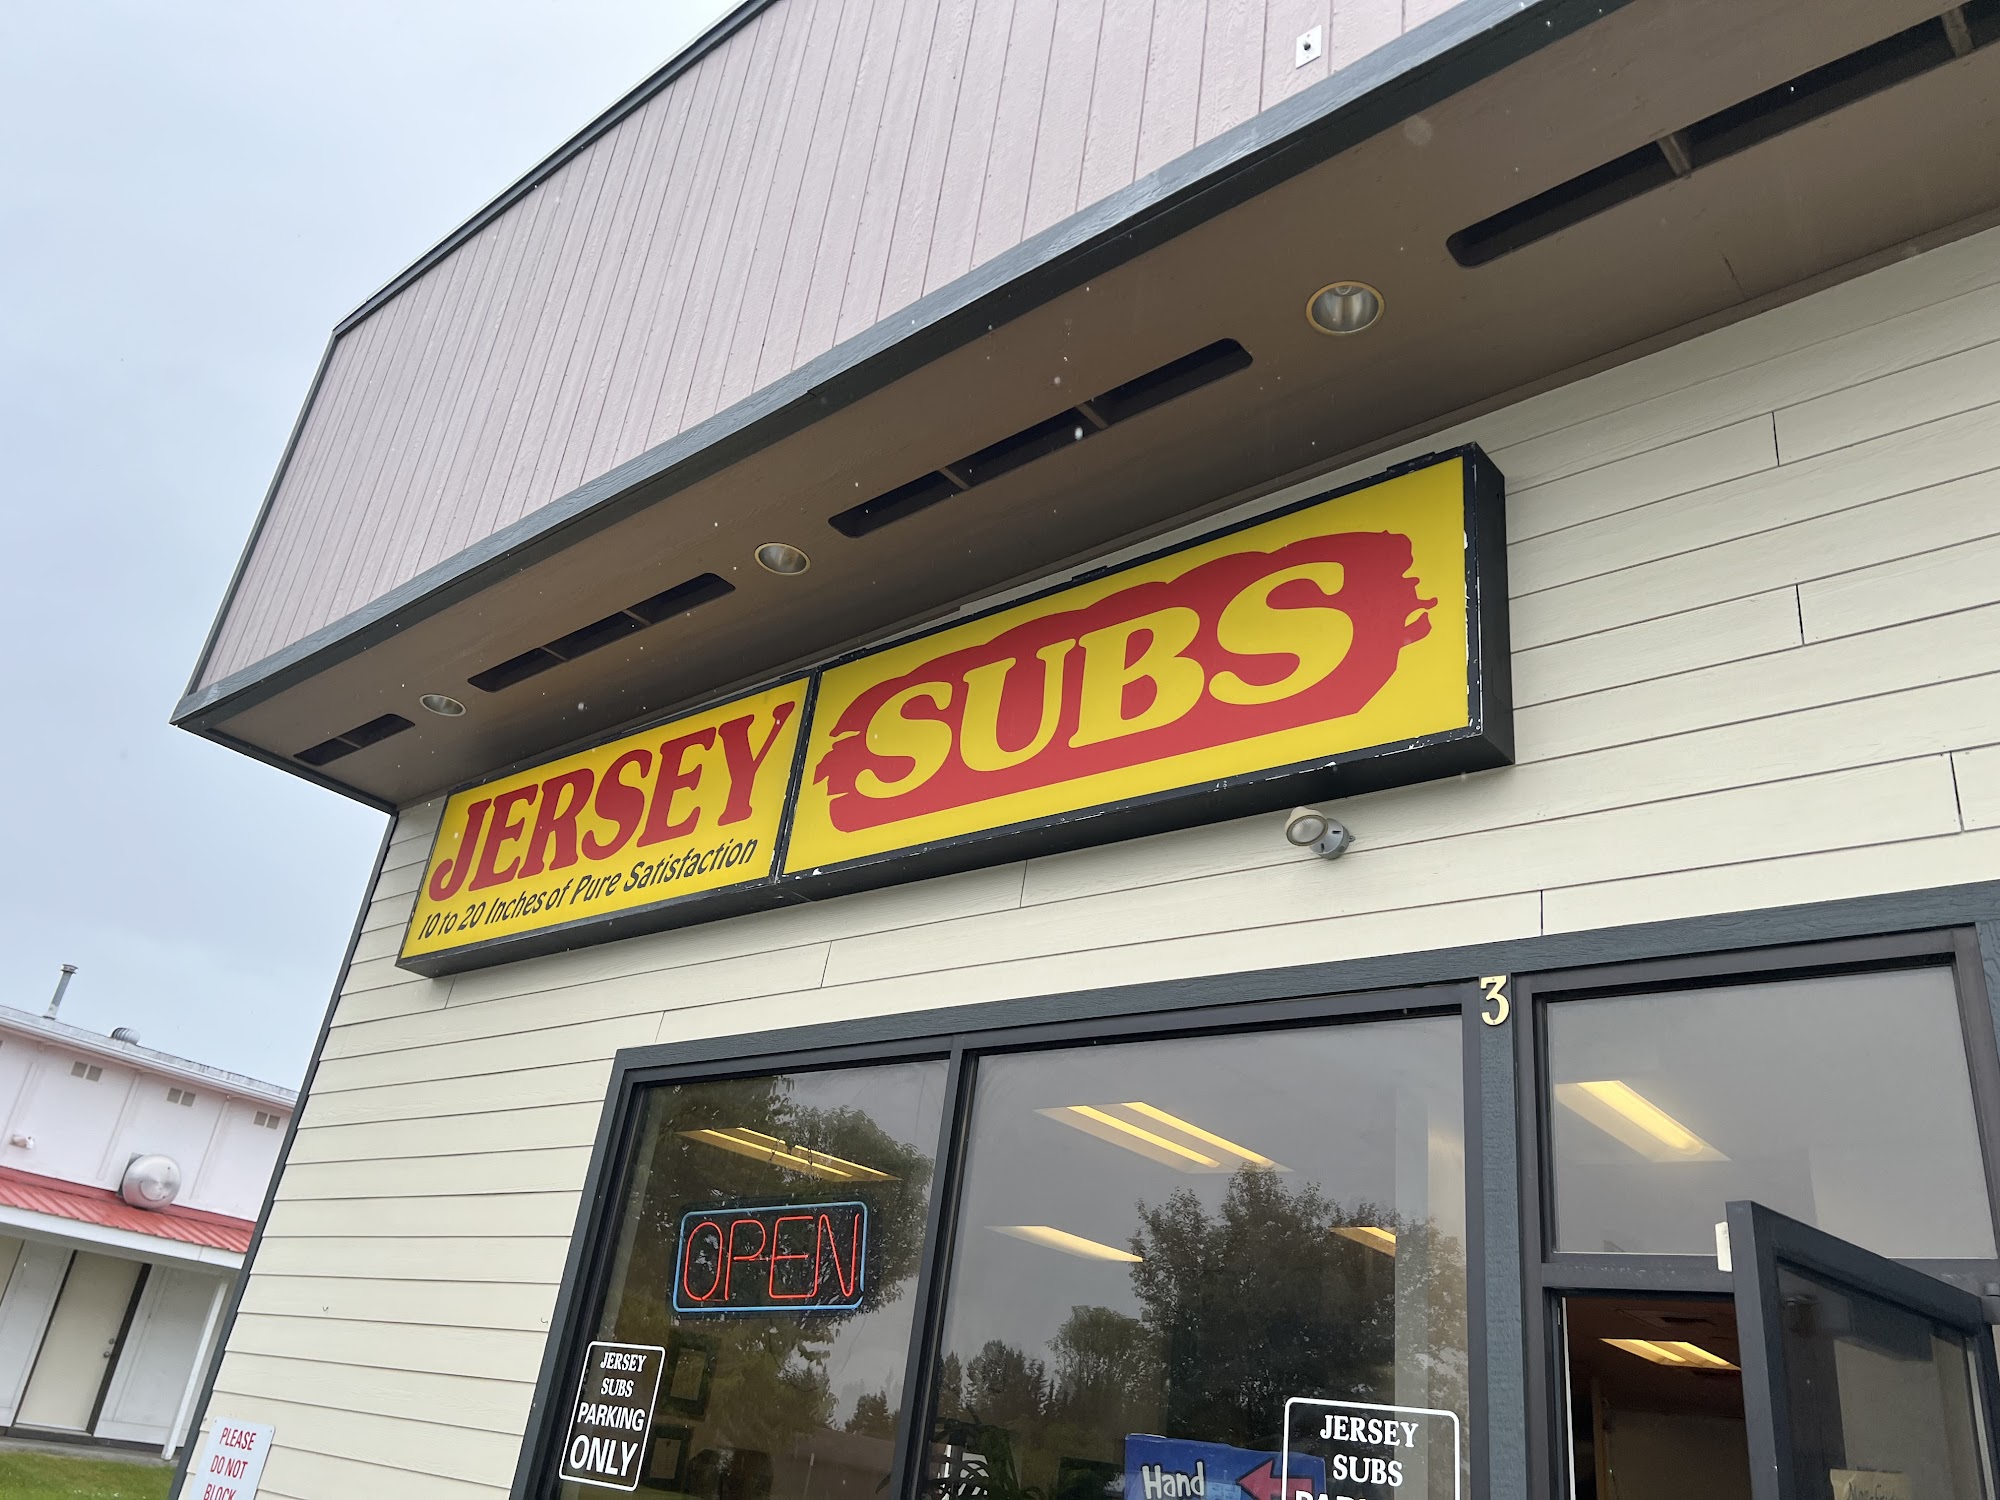 JERSEY
10 to 20 Inches of Pure Satisfaction
SUBS
3
OPEN
JERSEY
SUBS
PARKING
ONLY
JERSEY
SUBS
Hand
PLEASE
DO NOT
BLOCK